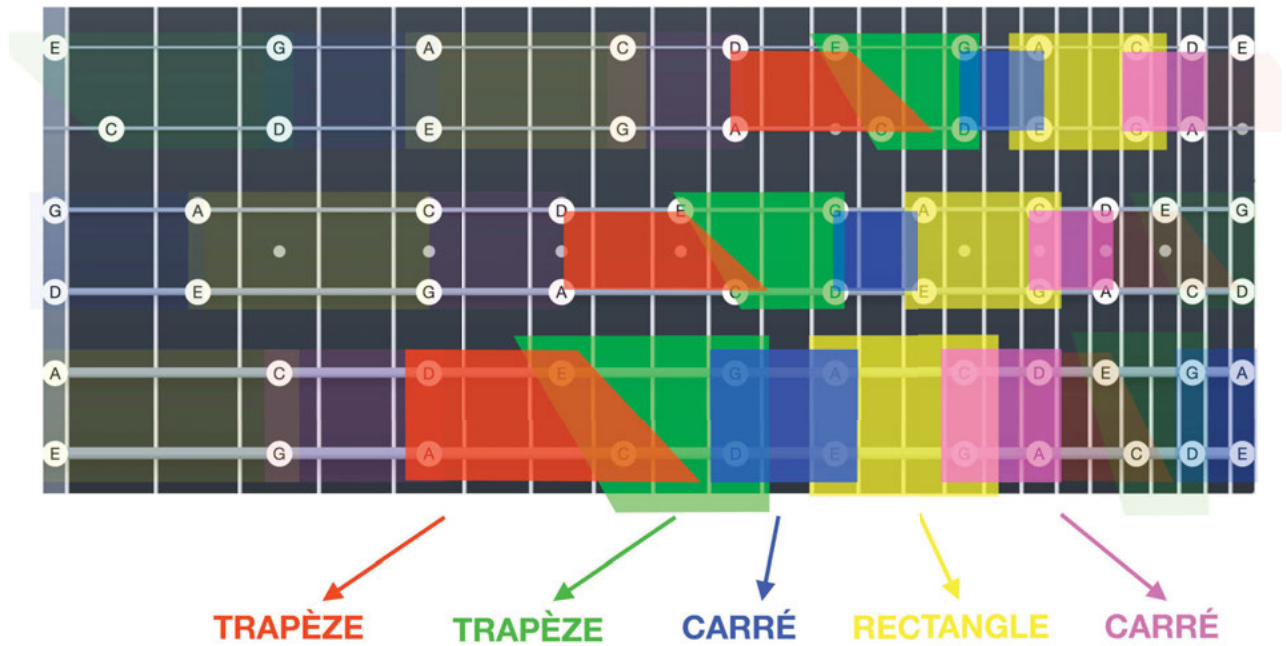 E G A C D E G A C D E
C D E G A C D E G A
G A C D E G A C D E G
D E G A C D E G A C D
A C D E G A C D E G A
E G A C D E G A C D E
TRAPÈZE TRAPÈZE CARRÉ RECTANGLE CARRÉ